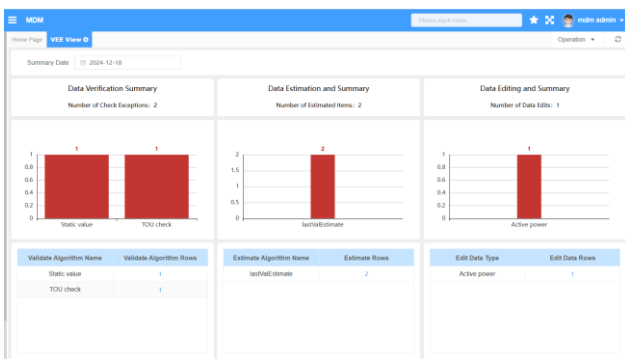 MDM
Please input name
mdm admin
Home Page
VEE View
Operation
Summary Date
2024-12-18
Data Verification Summary
Number of Check Exceptions: 2
Data Estimation and Summary
Number of Estimated Items: 2
Data Editing and Summary
Number of Data Edits: 1
1
0.8
0.6
0.4
0.2
0
1
1
Static value
TOU check
2
1.5
1
0.5
0
2
lastValEstimate
1
0.8
0.6
0.4
0.2
0
1
Active power
Validate Algorithm Name Validate Algorithm Rows
Static value 1
TOU check 1
Estimate Algorithm Name Estimate Rows
lastValEstimate 2
Edit Data Type Edit Data Rows
Active power 1